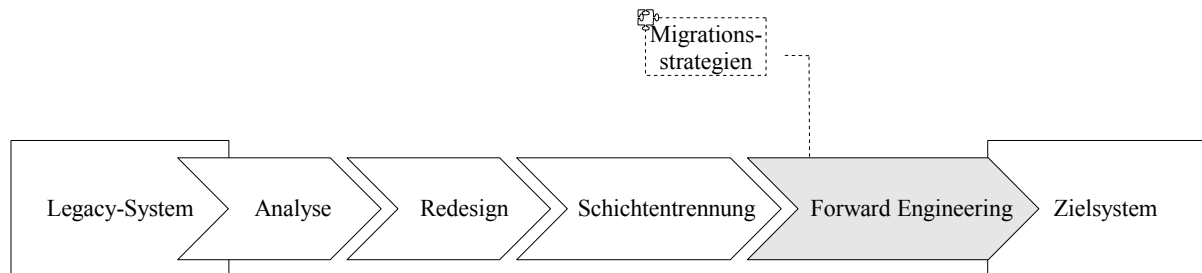 Migrations-
strategien
Legacy-System
Analyse
Redesign
Schichtentrennung
Forward Engineering
Zielsystem